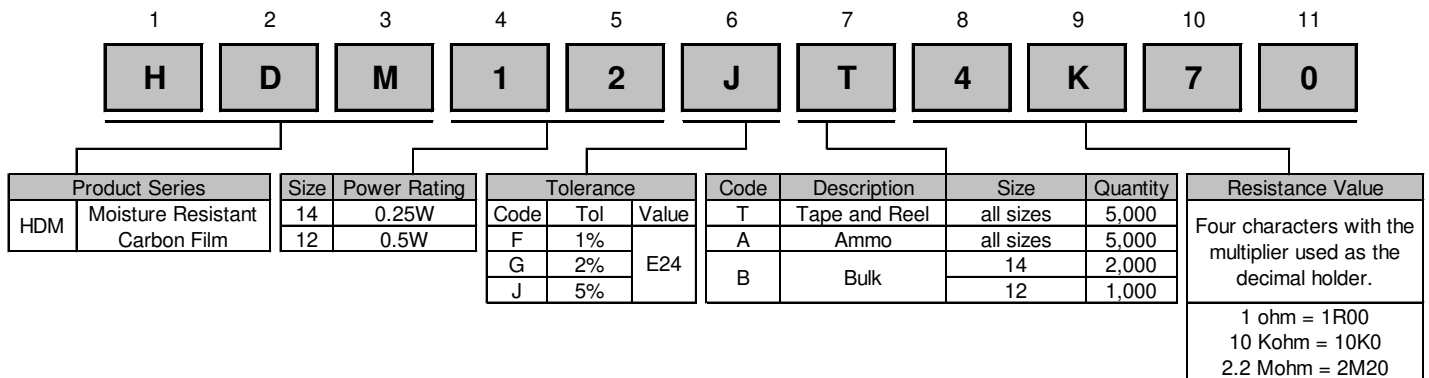 1 2 3 4 5 6 7 8 9 10 11
H D M 1 2 J T 4 K 7 0
Product Series
HDM Moisture Resistant
Carbon Film
Size Power Rating
14 0.25W
12 0.5W
Tolerance
Code Tol Value
F 1%
G 2% E24
J 5%
Code Description Size Quantity
T Tape and Reel all sizes 5,000
A Ammo all sizes 5,000
B Bulk 14 2,000
12 1,000
Resistance Value
Four characters with the
multiplier used as the
decimal holder.
1 ohm = 1R00
10 Kohm = 10K0
2.2 Mohm = 2M20